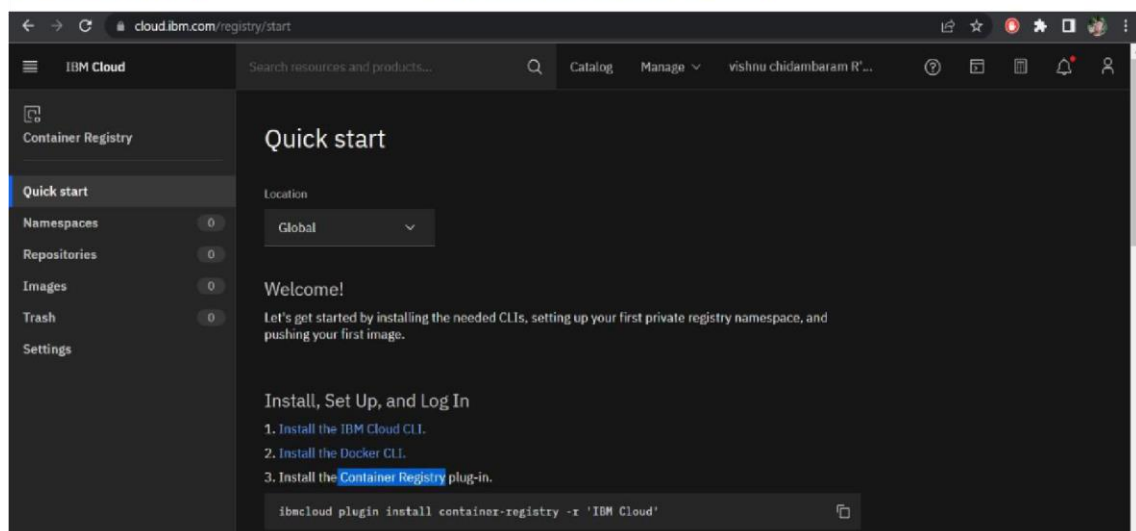 cloud.ibm.com/registry/start
IBM Cloud
Search resources and products...
Catalog
Manage
vishnu chidambaram R'...
Container Registry
Quick start
Namespaces 0
Repositories 0
Images 0
Trash 0
Settings
Quick start
Location
Global
Welcome!
Let's get started by installing the needed CLIs, setting up your first private registry namespace, and
pushing your first image.
Install, Set Up, and Log In
1. Install the IBM Cloud CLI.
2. Install the Docker CLI.
3. Install the Container Registry plug-in.
ibmcloud plugin install container-registry -r 'IBM Cloud'